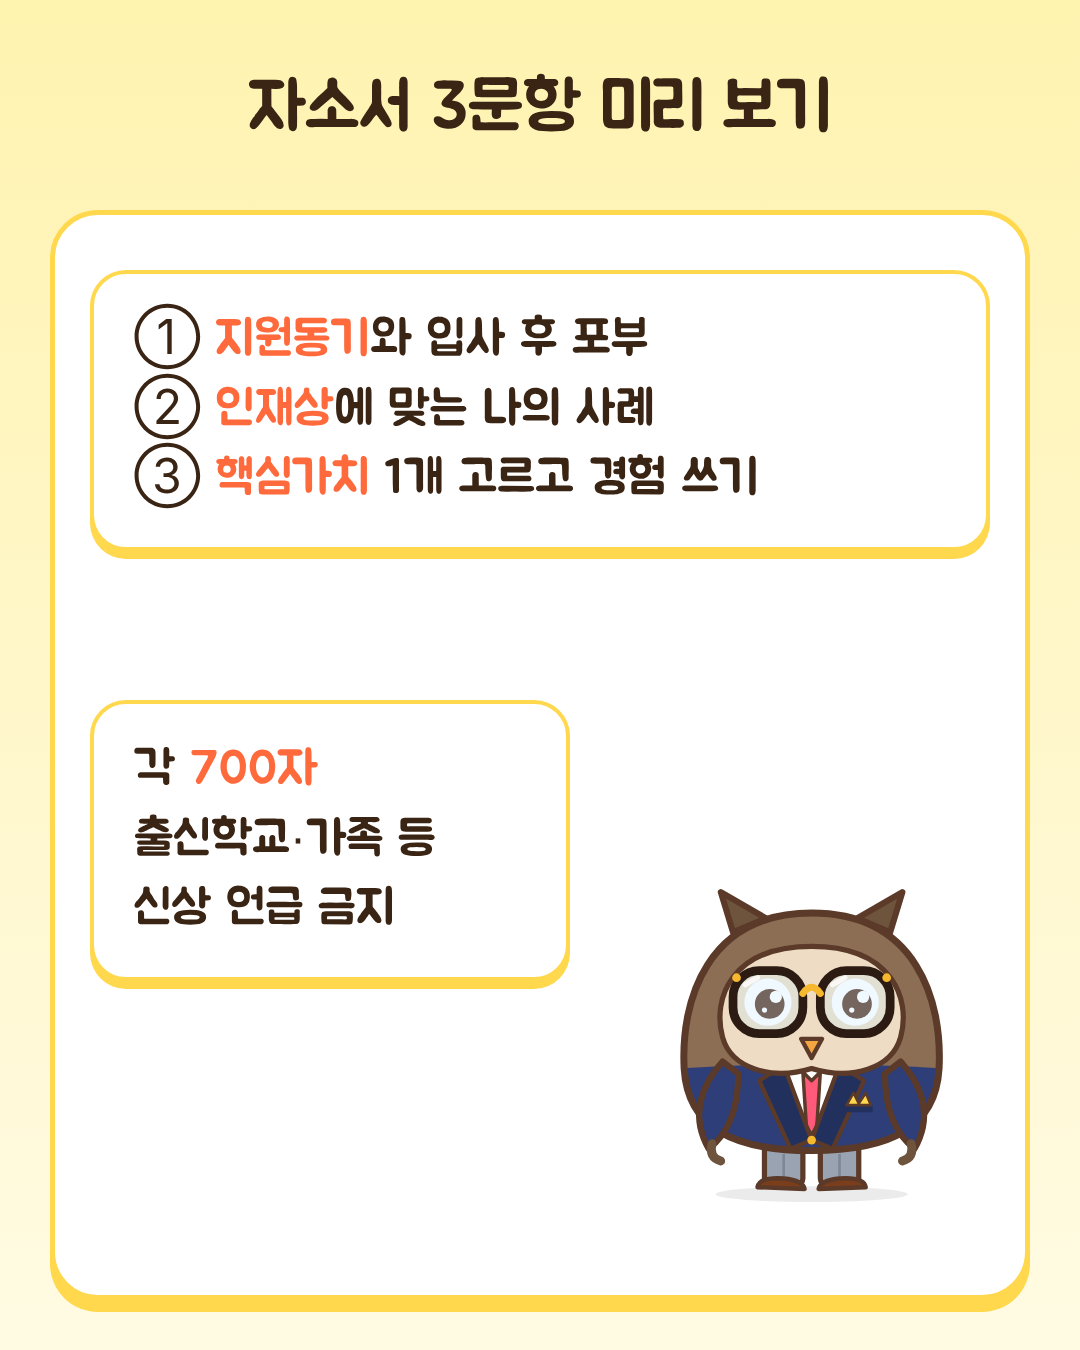 자소서 3문항 미리 보기
① 지원동기와 입사 후 포부
② 인재상에 맞는 나의 사례
③ 핵심가치 1개 고르고 경험 쓰기
각 700자
출신학교·가족 등
신상 언급 금지